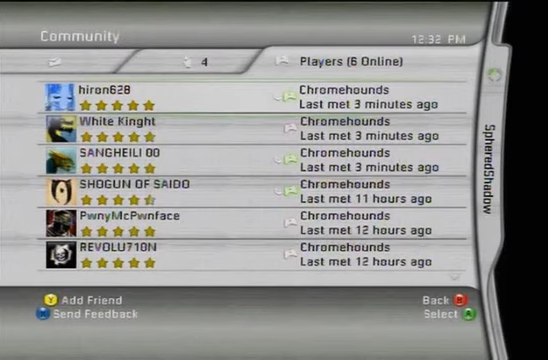 Community
12:32 PM
4
Players (6 Online)
hiron628
Chromehounds
Last met 3 minutes ago
White Kinght
Chromehounds
Last met 3 minutes ago
SANGHEILI 00
Chromehounds
Last met 3 minutes ago
SHOGUN OF SAIDO
Chromehounds
Last met 11 hours ago
PwnyMcPwnface
Chromehounds
Last met 12 hours ago
REVOLU710N
Chromehounds
Last met 12 hours ago
SpheredShadow
Y Add Friend
Back B
Send Feedback
Select A